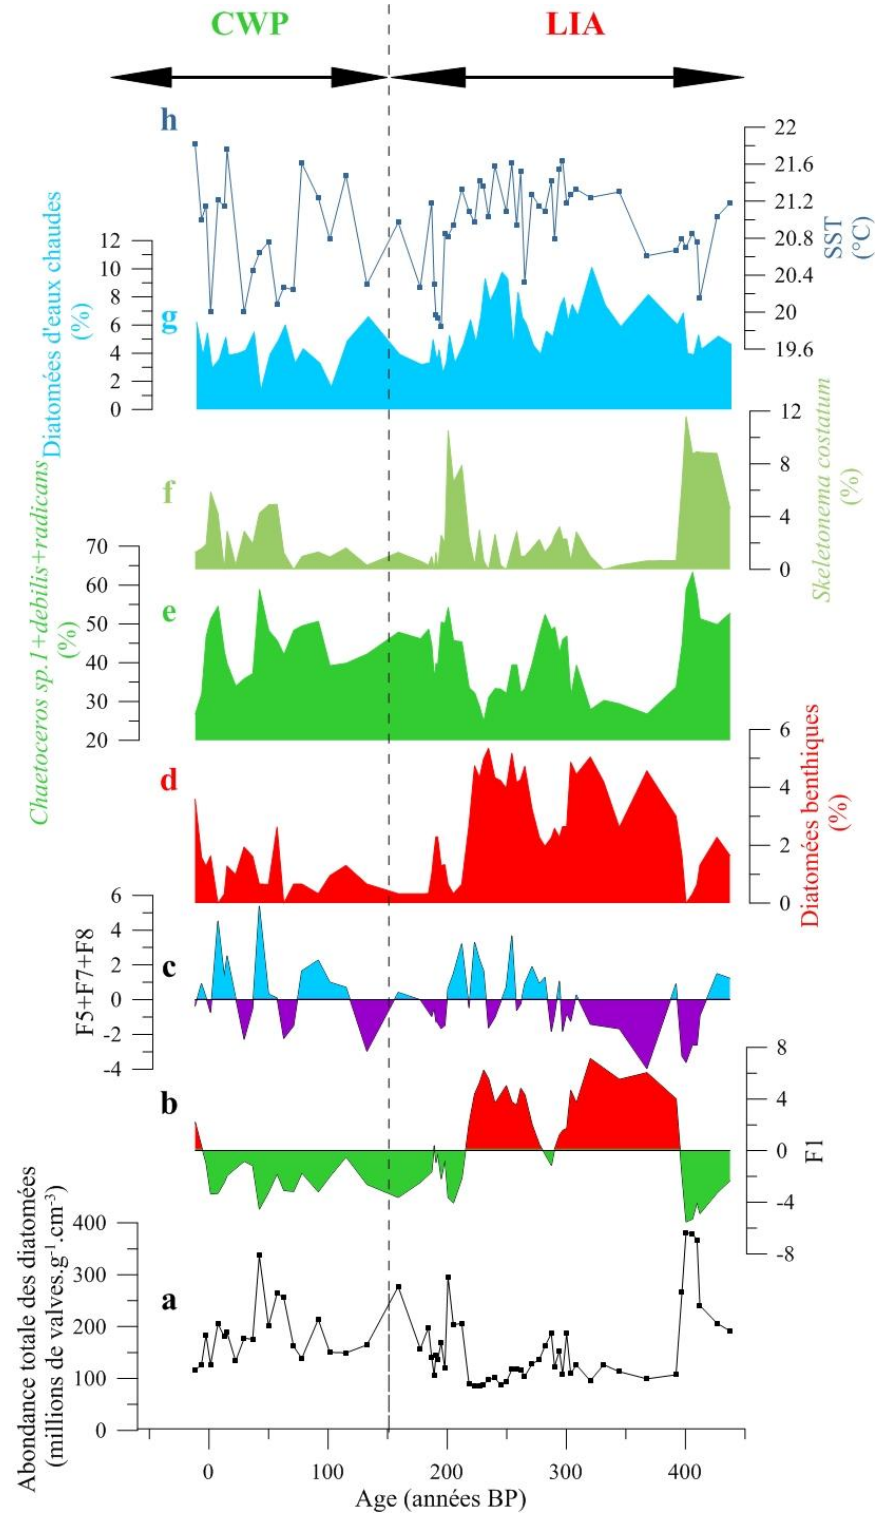 CWP
LIA
h
22
21.6
21.2
20.8
20.4
20
19.6
SST
(°C)
Diatomées d'eaux chaudes
(%)
12
10
8
6
4
2
0
g
12
8
4
0
Skeletonema costatum
(%)
f
Chaetoceros sp.1+debilis+radicans
(%)
70
60
50
40
30
20
e
6
4
2
0
Diatomées benthiques
(%)
d
F5+F7+F8
6
4
2
0
-2
-4
c
8
4
0
-4
-8
F1
b
Abondance totale des diatomées
(millions de valves.g⁻¹.cm⁻³)
400
300
200
100
0
a
0 100 200 300 400
Age (années BP)